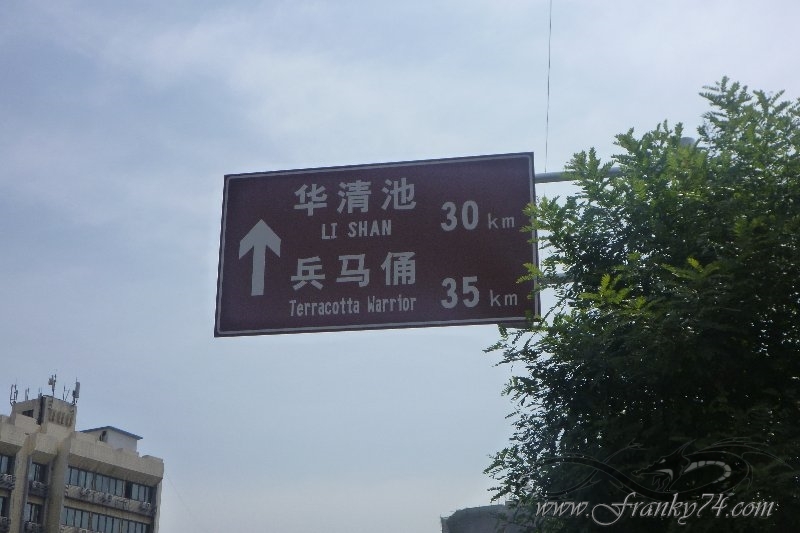 华清池
LI SHAN
30 km
兵马俑
Terracotta Warrior
35 km
www.Franky74.com